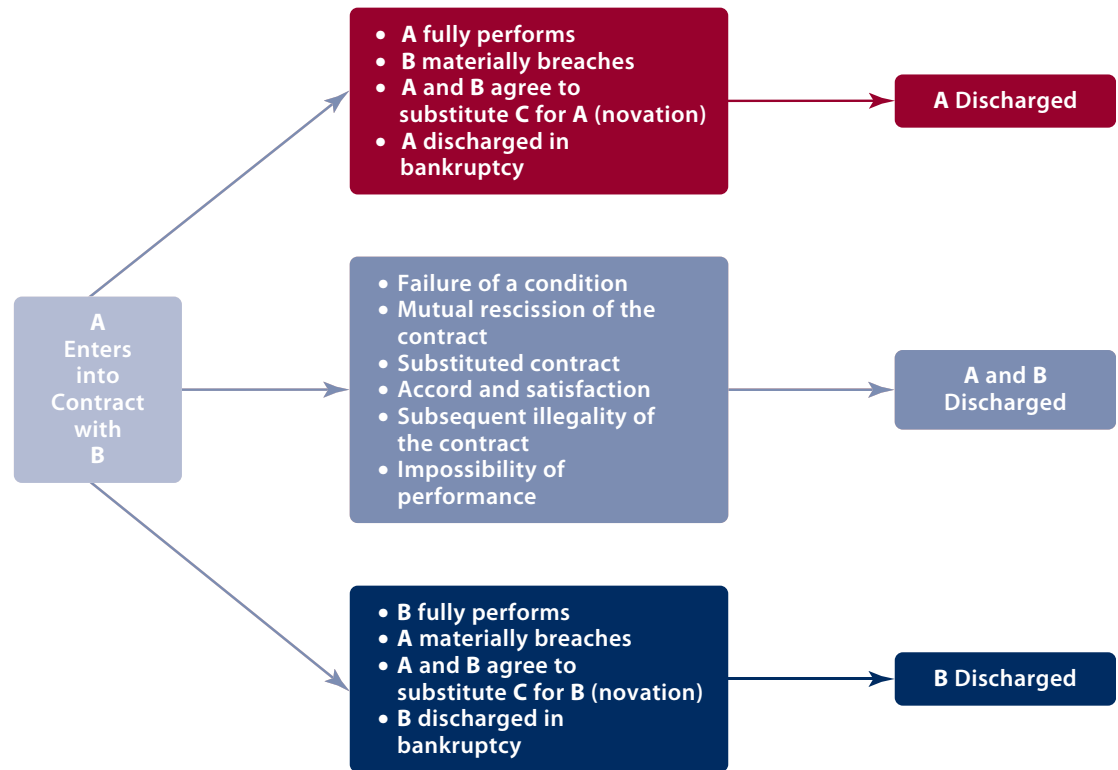 • A fully performs
• B materially breaches
• A and B agree to
substitute C for A (novation)
• A discharged in
bankruptcy
A Discharged
A
Enters
into
Contract
with
B
• Failure of a condition
• Mutual rescission of the
contract
• Substituted contract
• Accord and satisfaction
• Subsequent illegality of
the contract
• Impossibility of
performance
A and B
Discharged
• B fully performs
• A materially breaches
• A and B agree to
substitute C for B (novation)
• B discharged in
bankruptcy
B Discharged